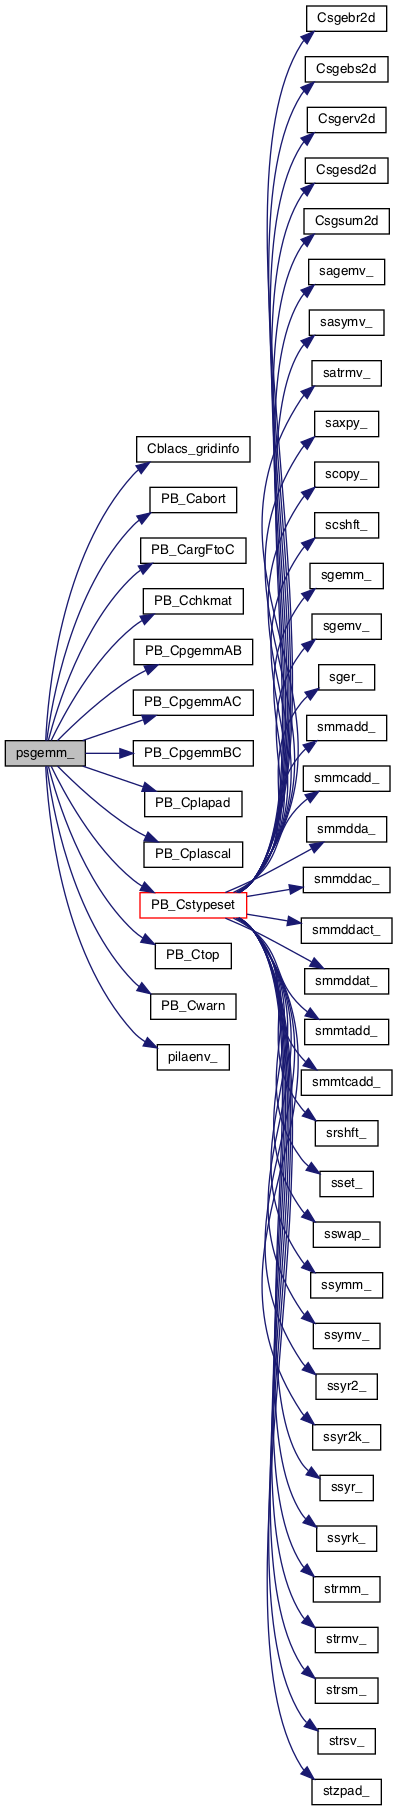 psgemm_
Cblacs_gridinfo
PB_Cabort
PB_CargFtoC
PB_Cchkmat
PB_CpgemmAB
PB_CpgemmAC
PB_CpgemmBC
PB_Cplapad
PB_Cplascal
PB_Cstypeset
PB_Ctop
PB_Cwarn
pilaenv_
Csgebr2d
Csgebs2d
Csgerv2d
Csgesd2d
Csgsum2d
sagemv_
sasymv_
satrmv_
saxpy_
scopy_
scshft_
sgemm_
sgemv_
sger_
smmadd_
smmcadd_
smmdda_
smmddac_
smmddact_
smmddat_
smmtadd_
smmtcadd_
srshft_
sset_
sswap_
ssymm_
ssymv_
ssyr2_
ssyr2k_
ssyr_
ssyrk_
strmm_
strmv_
strsm_
strsv_
stzpad_